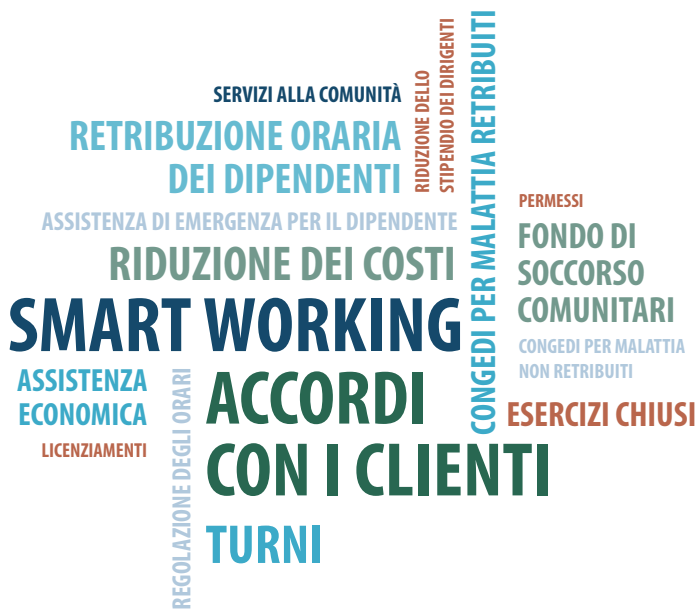 SERVIZI ALLA COMUNITÀ
RETRIBUZIONE ORARIA
DEI DIPENDENTI
RIDUZIONE DELLO
STIPENDIO DEI DIRIGENTI
CONGEDI PER MALATTIA RETRIBUITI
ASSISTENZA DI EMERGENZA PER IL DIPENDENTE
RIDUZIONE DEI COSTI
PERMESSI
FONDO DI
SOCCORSO
COMUNITARI
SMART WORKING
CONGEDI PER MALATTIA
NON RETRIBUITI
ASSISTENZA
ECONOMICA
LICENZIAMENTI
REGOLAZIONE DEGLI ORARI
ACCORDI
CON I CLIENTI
ESERCIZI CHIUSI
TURNI